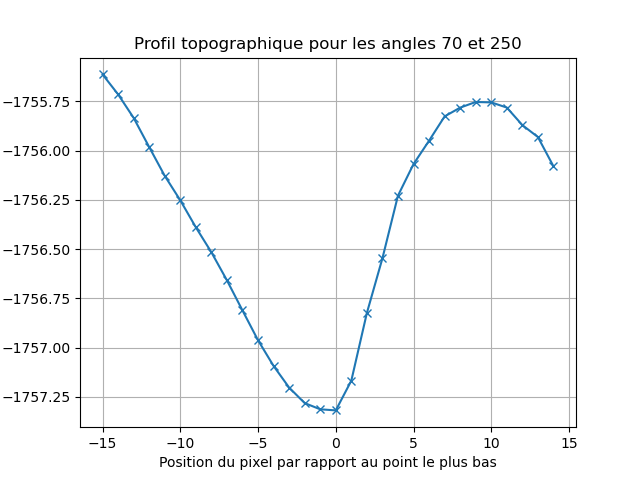 Profil topographique pour les angles 70 et 250
−1755.75
−1756.00
−1756.25
−1756.50
−1756.75
−1757.00
−1757.25
−15 −10 −5 0 5 10 15
Position du pixel par rapport au point le plus bas